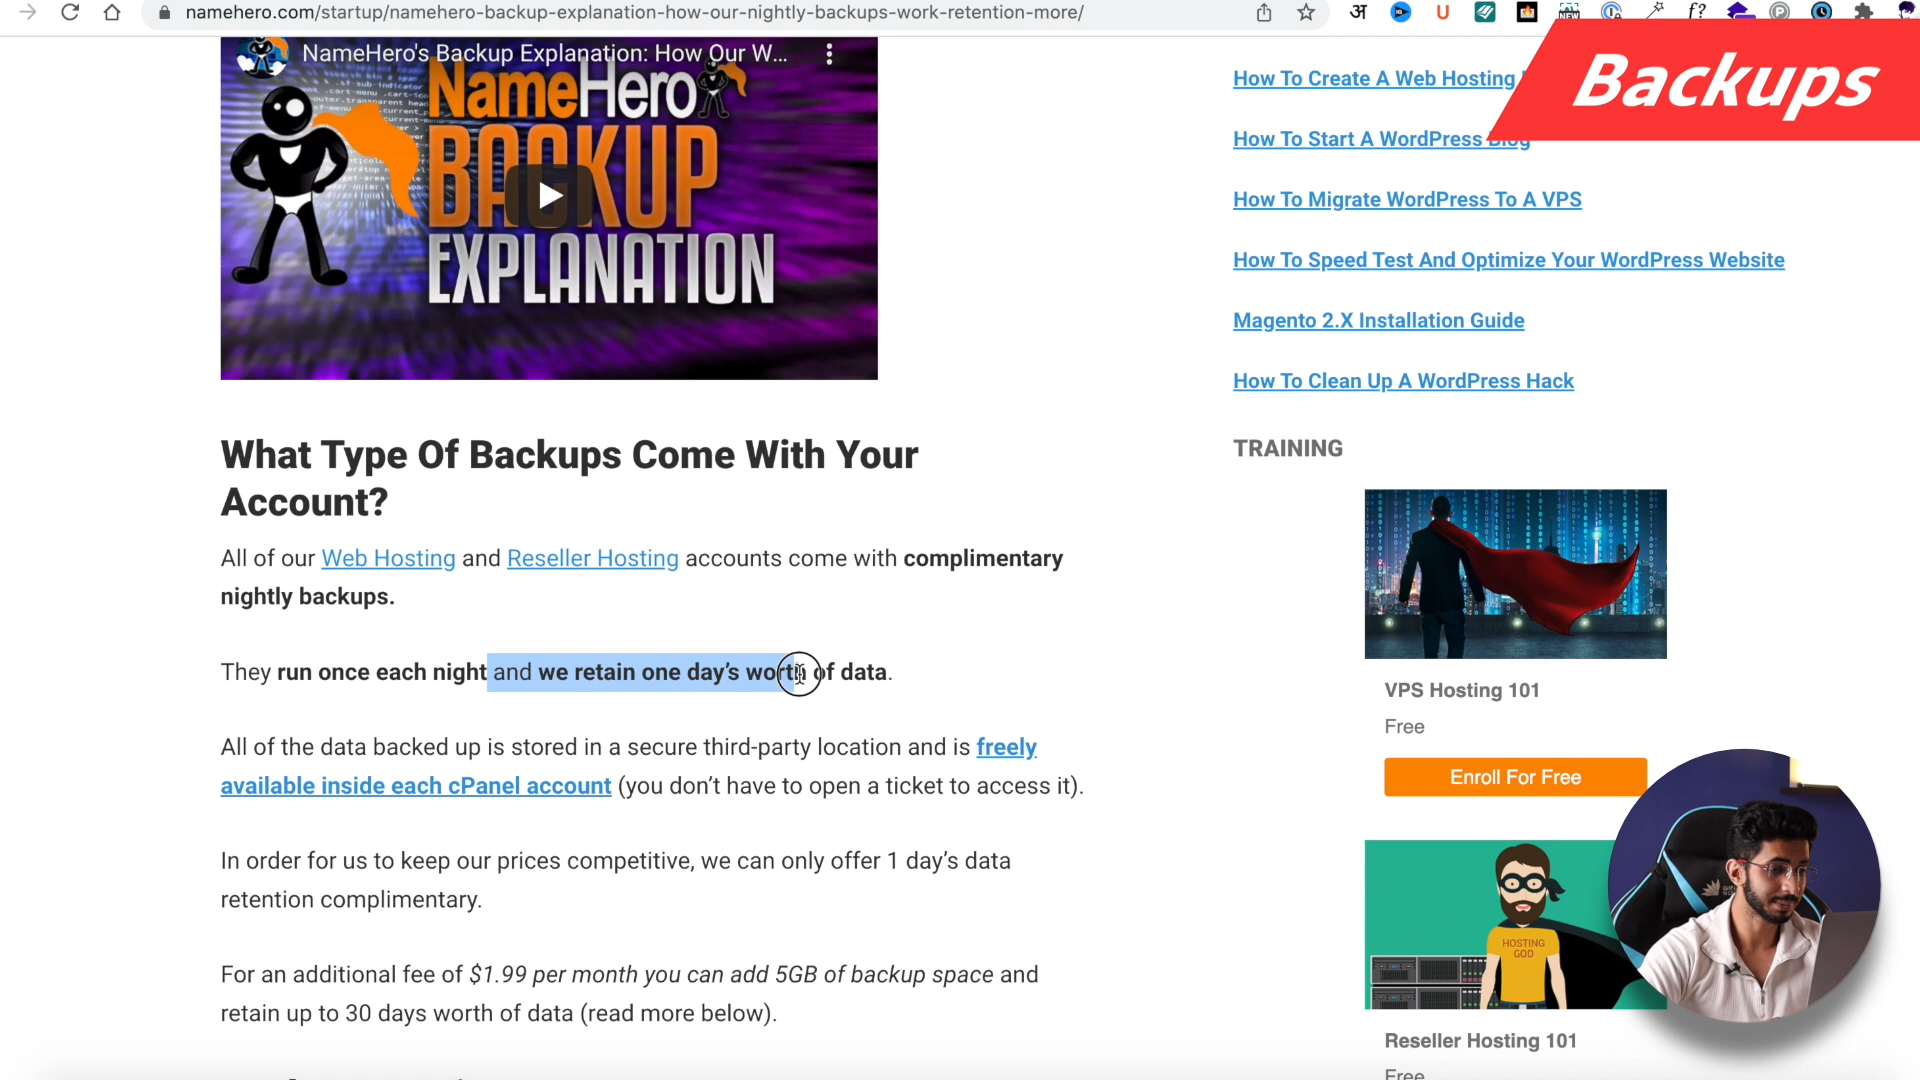 namehero.com/startup/namehero-backup-explanation-how-our-nightly-backups-work-retention-more/
Backups
NameHero's Backup Explanation: How Our W...
NameHero
BACKUP
EXPLANATION
What Type Of Backups Come With Your
Account?
All of our Web Hosting and Reseller Hosting accounts come with complimentary
nightly backups.
They run once each night and we retain one day's worth of data.
All of the data backed up is stored in a secure third-party location and is freely
available inside each cPanel account (you don't have to open a ticket to access it).
In order for us to keep our prices competitive, we can only offer 1 day's data
retention complimentary.
For an additional fee of $1.99 per month you can add 5GB of backup space and
retain up to 30 days worth of data (read more below).
How To Create A Web Hosting
How To Start A WordPress Blog
How To Migrate WordPress To A VPS
How To Speed Test And Optimize Your WordPress Website
Magento 2.X Installation Guide
How To Clean Up A WordPress Hack
TRAINING
VPS Hosting 101
Free
Enroll For Free
HOSTING
GOD
Reseller Hosting 101
Free